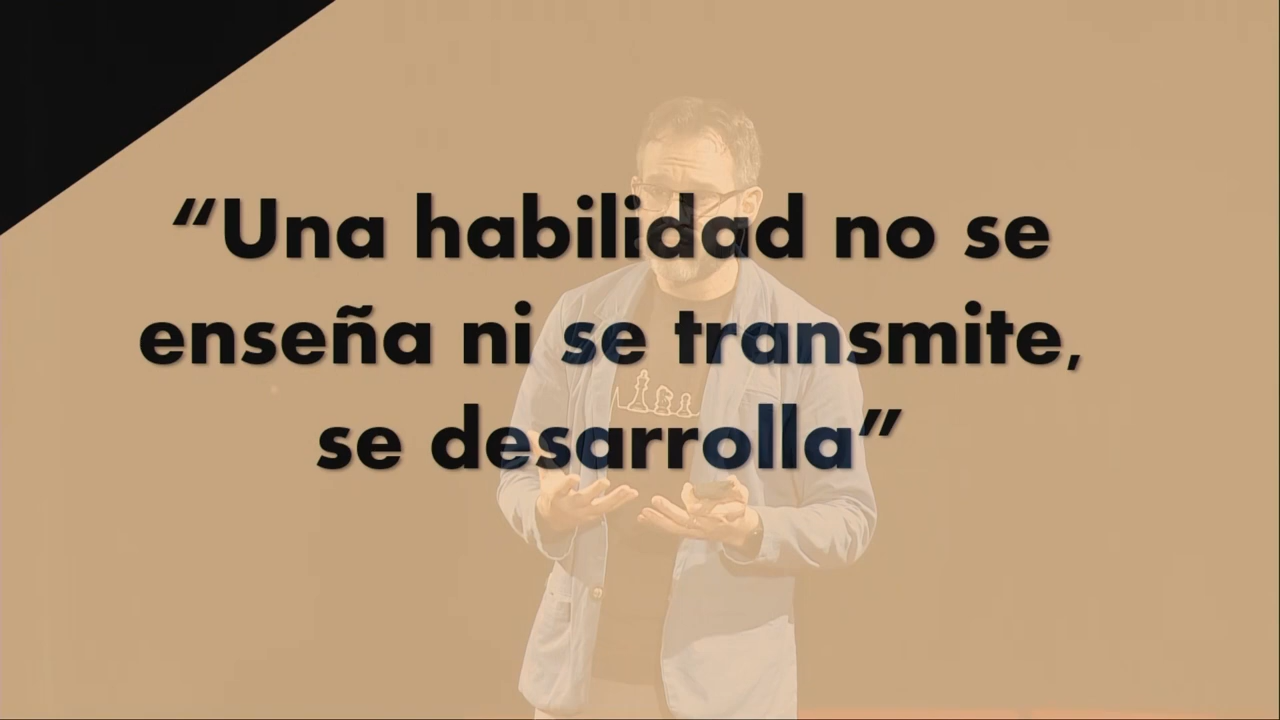 “Una habilidad no se
enseña ni se transmite,
se desarrolla”